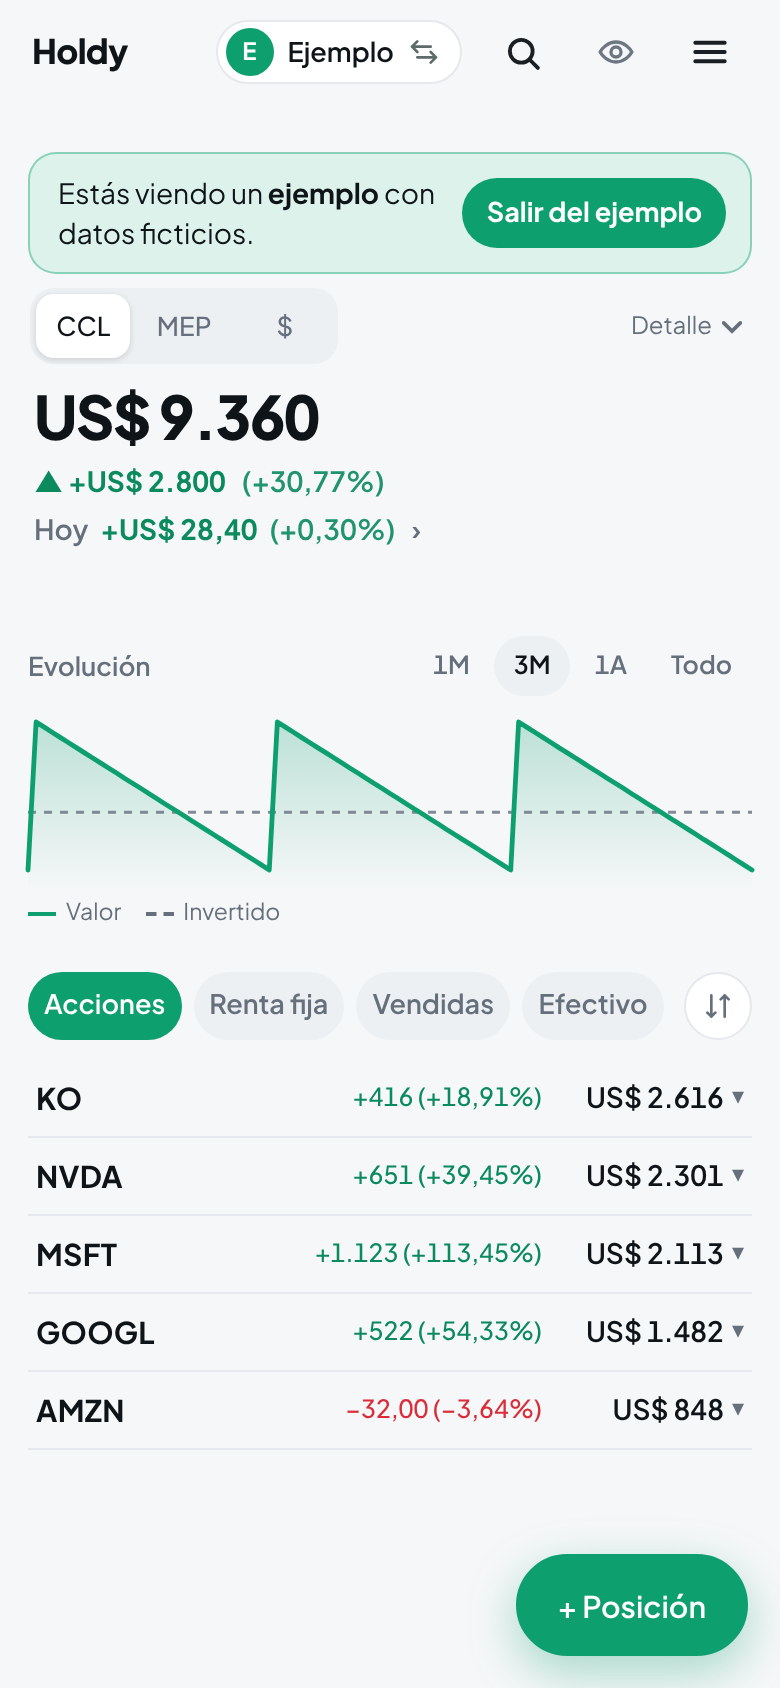 Holdy
E Ejemplo
Estás viendo un ejemplo con
datos ficticios.
Salir del ejemplo
CCL MEP $
Detalle
US$ 9.360
▲ +US$ 2.800 (+30,77%)
Hoy +US$ 28,40 (+0,30%) ›
Evolución
1M 3M 1A Todo
Valor Invertido
Acciones Renta fija Vendidas Efectivo
KO +416 (+18,91%) US$ 2.616 ▼
NVDA +651 (+39,45%) US$ 2.301 ▼
MSFT +1.123 (+113,45%) US$ 2.113 ▼
GOOGL +522 (+54,33%) US$ 1.482 ▼
AMZN −32,00 (−3,64%) US$ 848 ▼
+ Posición